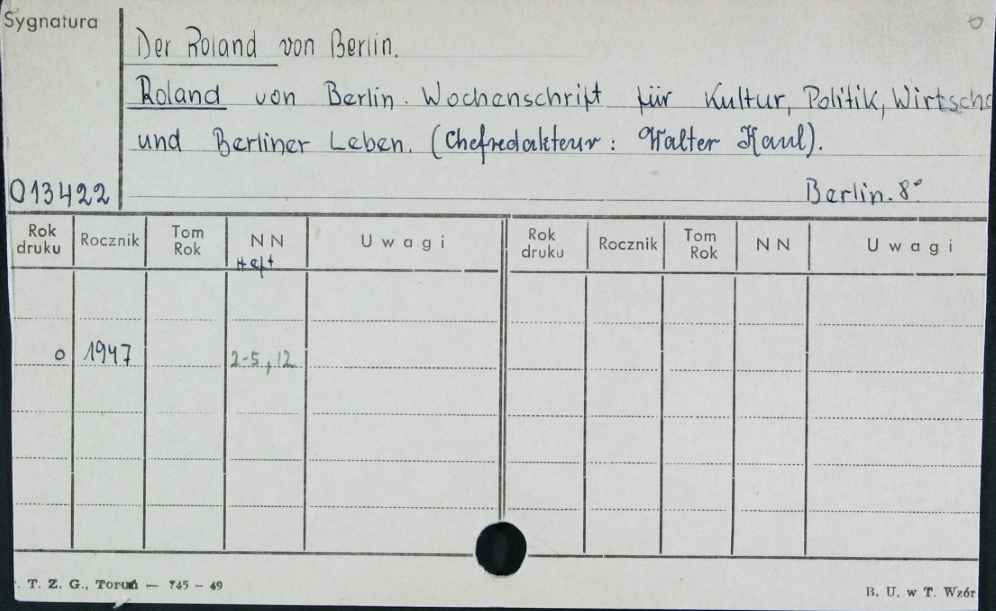 Sygnatura
Der Roland von Berlin.
Roland von Berlin. Wochenschrift für Kultur, Politik, Wirtscha
und Berliner Leben. (Chefredakteur: Walter Kaul).
013422
Berlin. 8°
Rok druku Rocznik Tom Rok NN Uwagi Rok druku Rocznik Tom Rok NN Uwagi
Heft
o 1947 2-5, 12
. T. Z. G., Toruń — 745 – 49
B. U. w T. Wzór